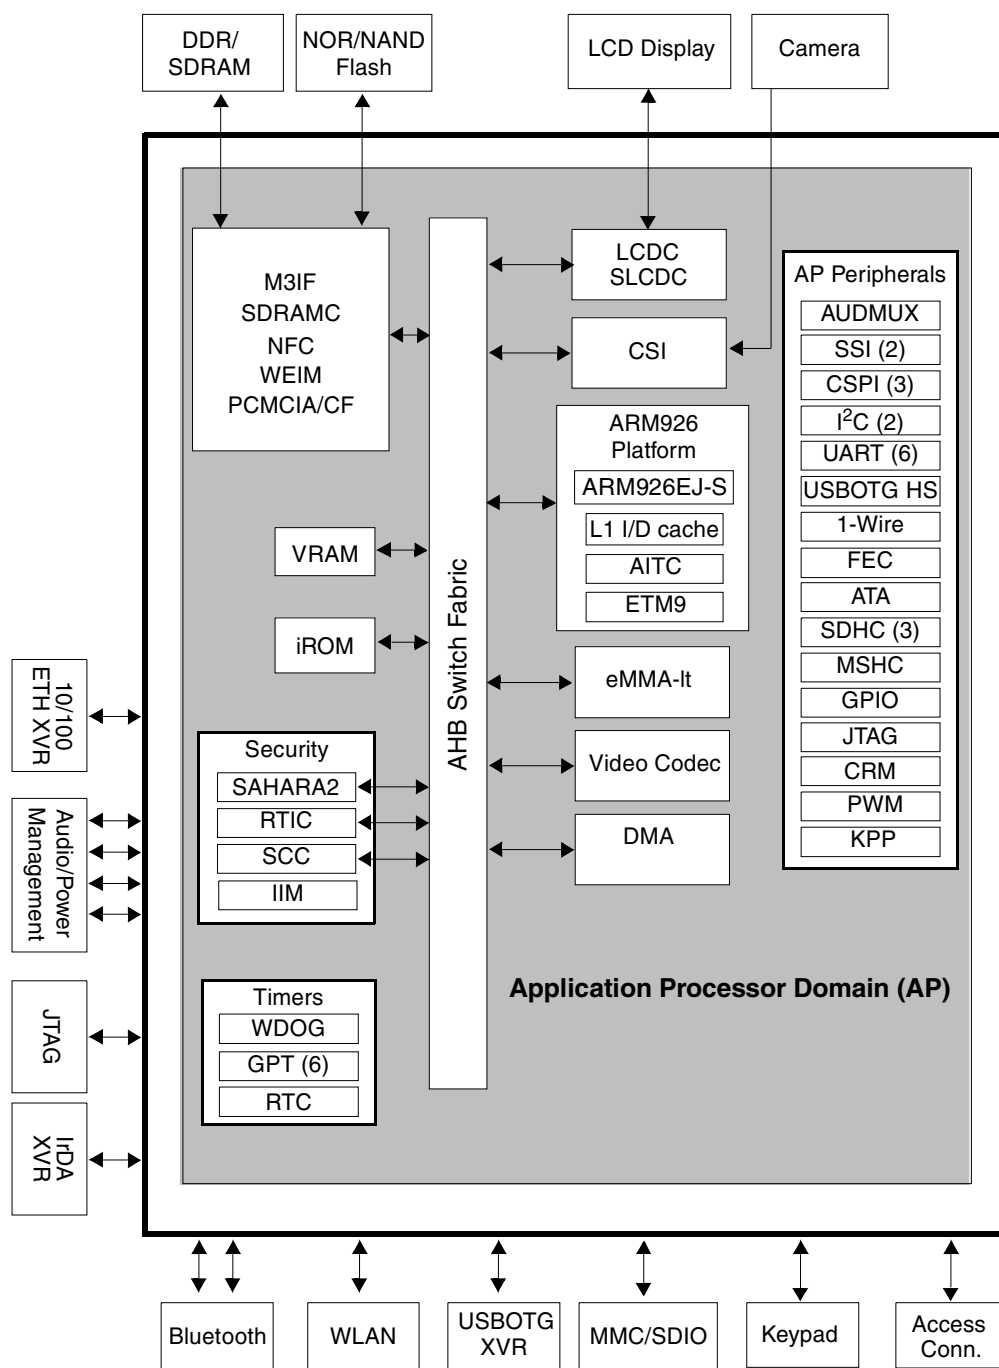 DDR/
SDRAM
NOR/NAND
Flash
LCD Display
Camera
M3IF
SDRAMC
NFC
WEIM
PCMCIA/CF
LCDC
SLCDC
CSI
ARM926
Platform
ARM926EJ-S
L1 I/D cache
AITC
ETM9
AP Peripherals
AUDMUX
SSI (2)
CSPI (3)
I²C (2)
UART (6)
USBOTG HS
1-Wire
FEC
ATA
SDHC (3)
MSHC
GPIO
JTAG
CRM
PWM
KPP
VRAM
iROM
AHB Switch Fabric
eMMA-lt
Video Codec
DMA
Security
SAHARA2
RTIC
SCC
IIM
Timers
WDOG
GPT (6)
RTC
Application Processor Domain (AP)
10/100
ETH XVR
Audio/Power
Management
JTAG
IrDA
XVR
Bluetooth
WLAN
USBOTG
XVR
MMC/SDIO
Keypad
Access
Conn.